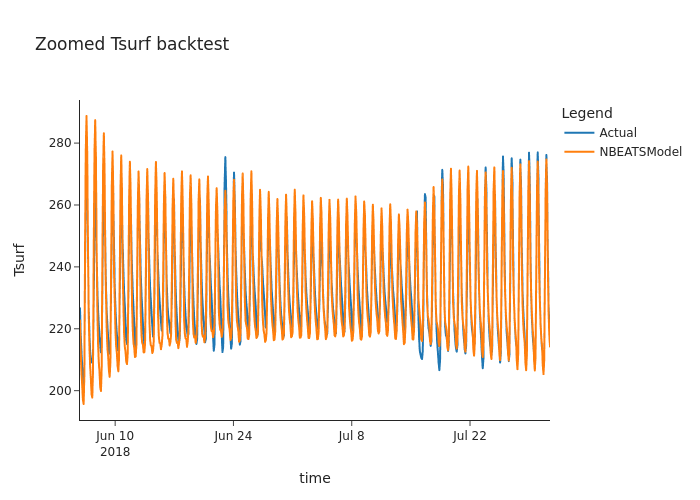 Zoomed Tsurf backtest
Legend
Actual
NBEATSModel
Tsurf
280
260
240
220
200
Jun 10
2018
Jun 24
Jul 8
Jul 22
time